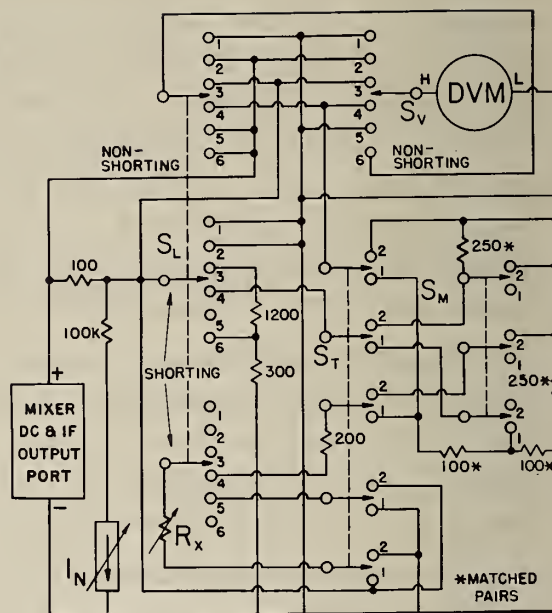 1
2
3
4
5
6
1
2
3
4
5
6
H
DVM
L
S_V
NON-
SHORTING
NON-
SHORTING
1
2
3
4
5
6
S_L
100
100K
1200
300
SHORTING
S_T
2
1
2
1
2
1
2
1
2
1
S_M
250*
2
1
2
1
250*
2
1
100*
100*
200
1
2
3
4
5
6
R_X
+
MIXER
DC & IF
OUTPUT
PORT
−
I_N
*MATCHED
PAIRS